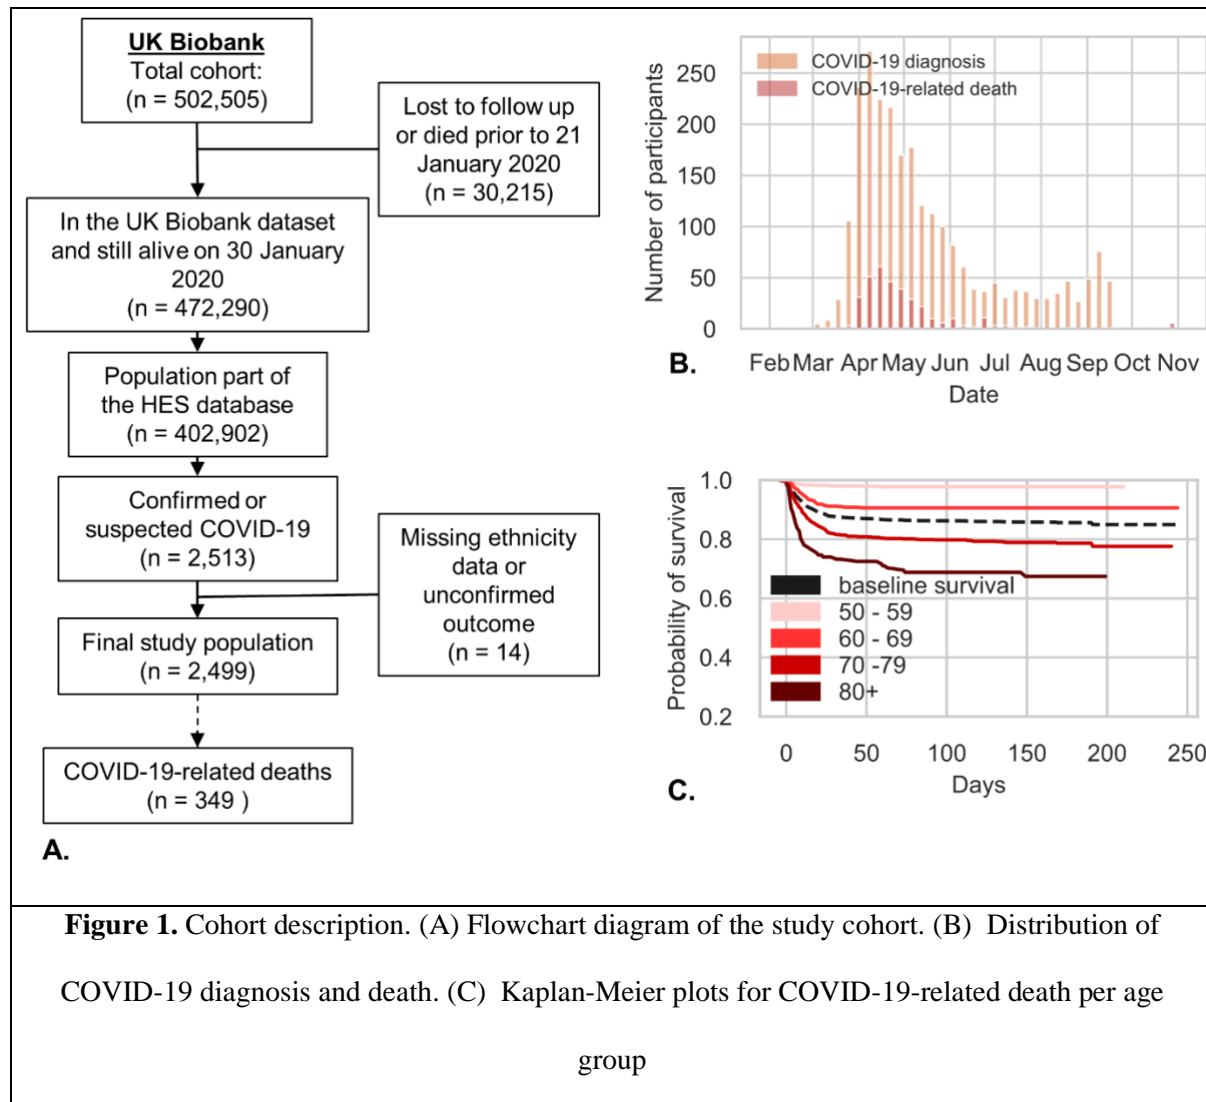 UK Biobank
Total cohort:
(n = 502,505)
Lost to follow up
or died prior to 21
January 2020
(n = 30,215)
In the UK Biobank dataset
and still alive on 30 January
2020
(n = 472,290)
Population part of
the HES database
(n = 402,902)
Confirmed or
suspected COVID-19
(n = 2,513)
Missing ethnicity
data or
unconfirmed
outcome
(n = 14)
Final study population
(n = 2,499)
COVID-19-related deaths
(n = 349 )
A.
COVID-19 diagnosis
COVID-19-related death
Number of participants
250
200
150
100
50
0
Feb Mar Apr May Jun Jul Aug Sep Oct Nov
Date
B.
Probability of survival
1.0
0.8
0.6
0.4
0.2
baseline survival
50 - 59
60 - 69
70 -79
80+
0 50 100 150 200 250
Days
C.
Figure 1. Cohort description. (A) Flowchart diagram of the study cohort. (B) Distribution of
COVID-19 diagnosis and death. (C) Kaplan-Meier plots for COVID-19-related death per age
group